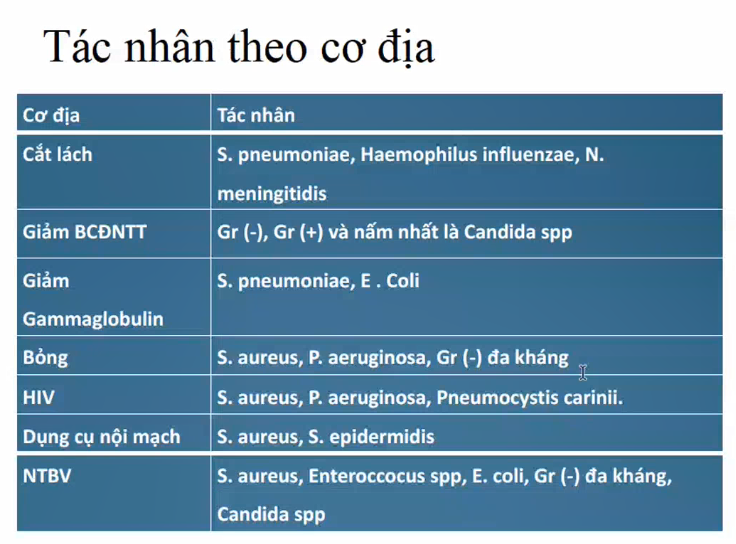 Tác nhân theo cơ địa
Cơ địa Tác nhân
Cắt lách S. pneumoniae, Haemophilus influenzae, N.
meningitidis
Giảm BCĐNTT Gr (-), Gr (+) và nấm nhất là Candida spp
Giảm S. pneumoniae, E . Coli
Gammaglobulin
Bỏng S. aureus, P. aeruginosa, Gr (-) đa kháng
HIV S. aureus, P. aeruginosa, Pneumocystis carinii.
Dụng cụ nội mạch S. aureus, S. epidermidis
NTBV S. aureus, Enteroccocus spp, E. coli, Gr (-) đa kháng,
Candida spp